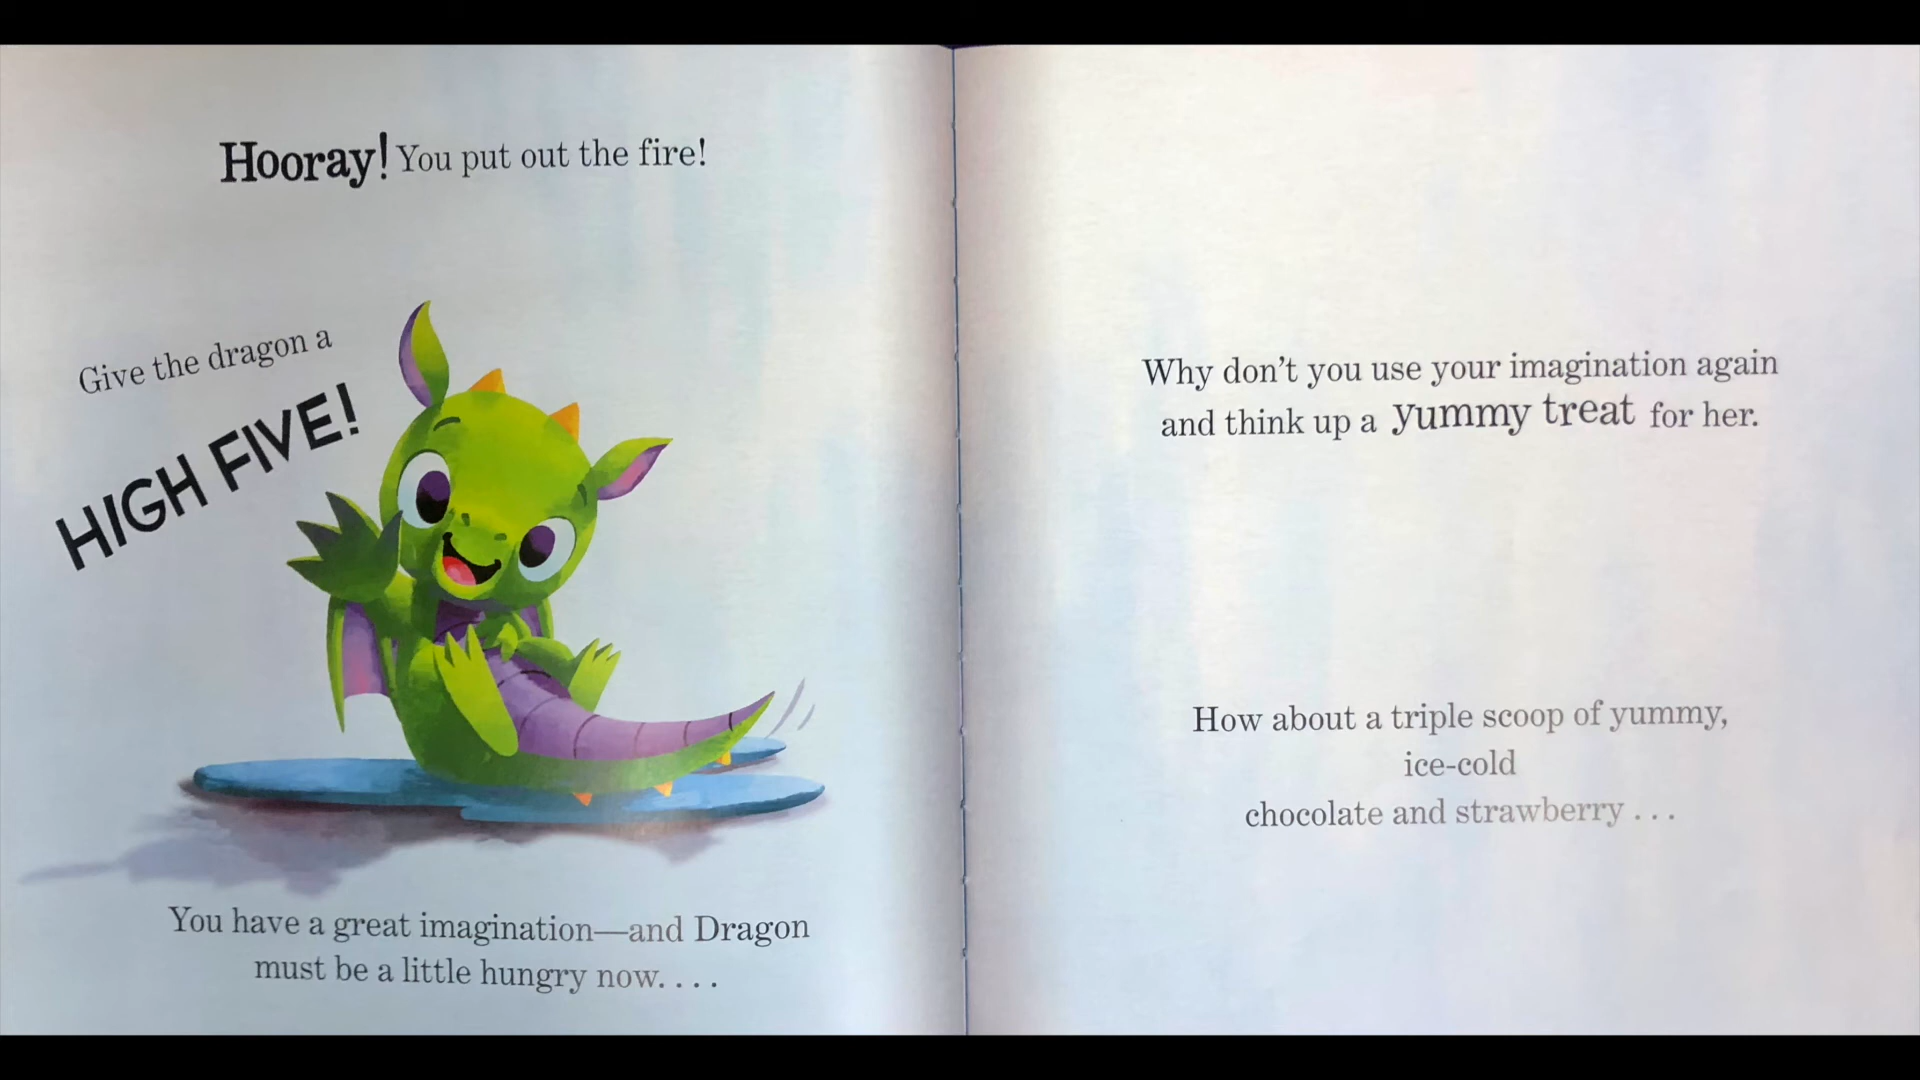 Hooray! You put out the fire!
Give the dragon a
HIGH FIVE!
You have a great imagination—and Dragon
must be a little hungry now. . . .
Why don’t you use your imagination again
and think up a yummy treat for her.
How about a triple scoop of yummy,
ice-cold
chocolate and strawberry . . .